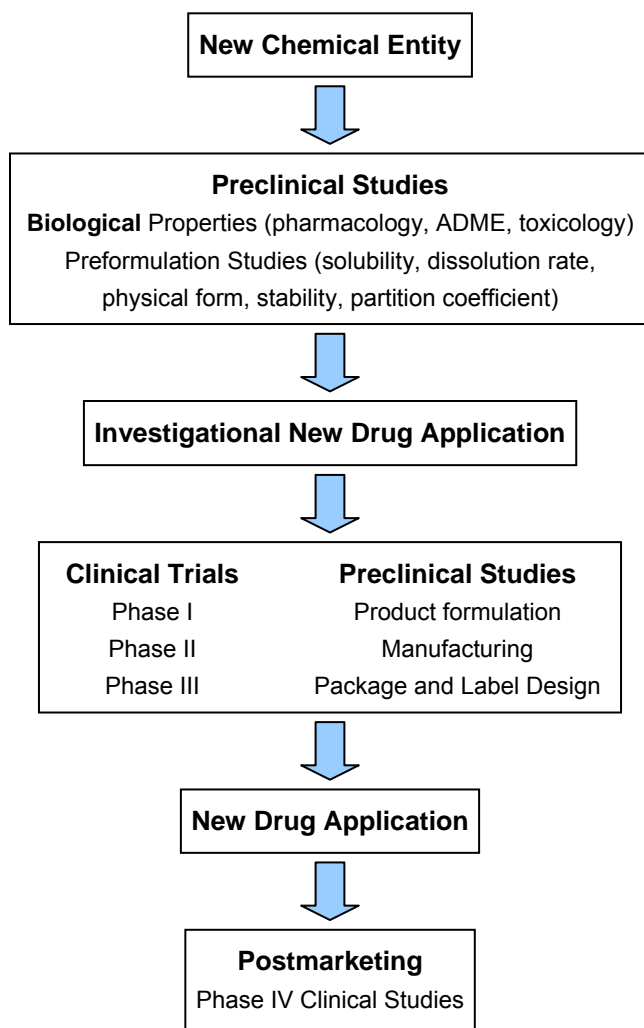 New Chemical Entity
Preclinical Studies
Biological Properties (pharmacology, ADME, toxicology)
Preformulation Studies (solubility, dissolution rate,
physical form, stability, partition coefficient)
Investigational New Drug Application
Clinical Trials
Phase I
Phase II
Phase III
Preclinical Studies
Product formulation
Manufacturing
Package and Label Design
New Drug Application
Postmarketing
Phase IV Clinical Studies